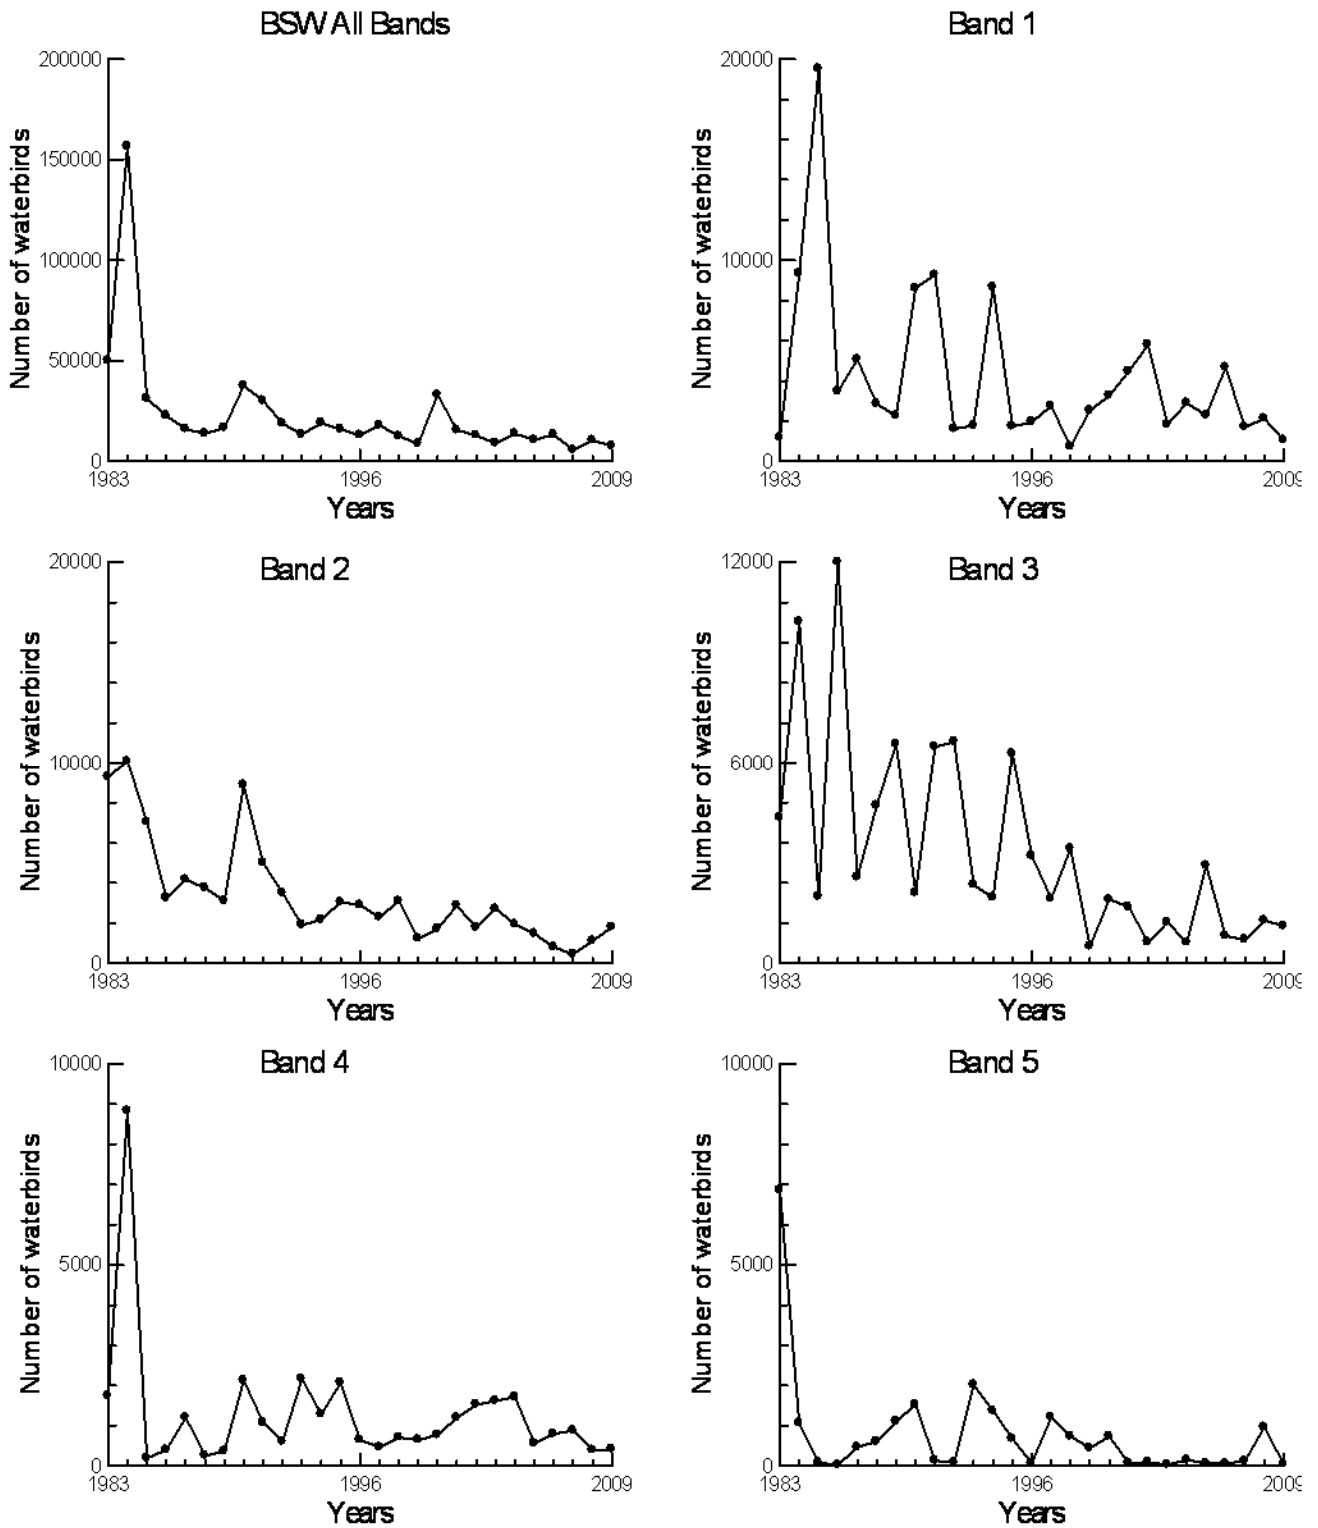 BSW All Bands
Number of waterbirds
200000
150000
100000
50000
0
1983
1996
2009
Years
Band 1
Number of waterbirds
20000
10000
0
1983
1996
2009
Years
Band 2
Number of waterbirds
20000
10000
0
1983
1996
2009
Years
Band 3
Number of waterbirds
12000
6000
0
1983
1996
2009
Years
Band 4
Number of waterbirds
10000
5000
0
1983
1996
2009
Years
Band 5
Number of waterbirds
10000
5000
0
1983
1996
2009
Years